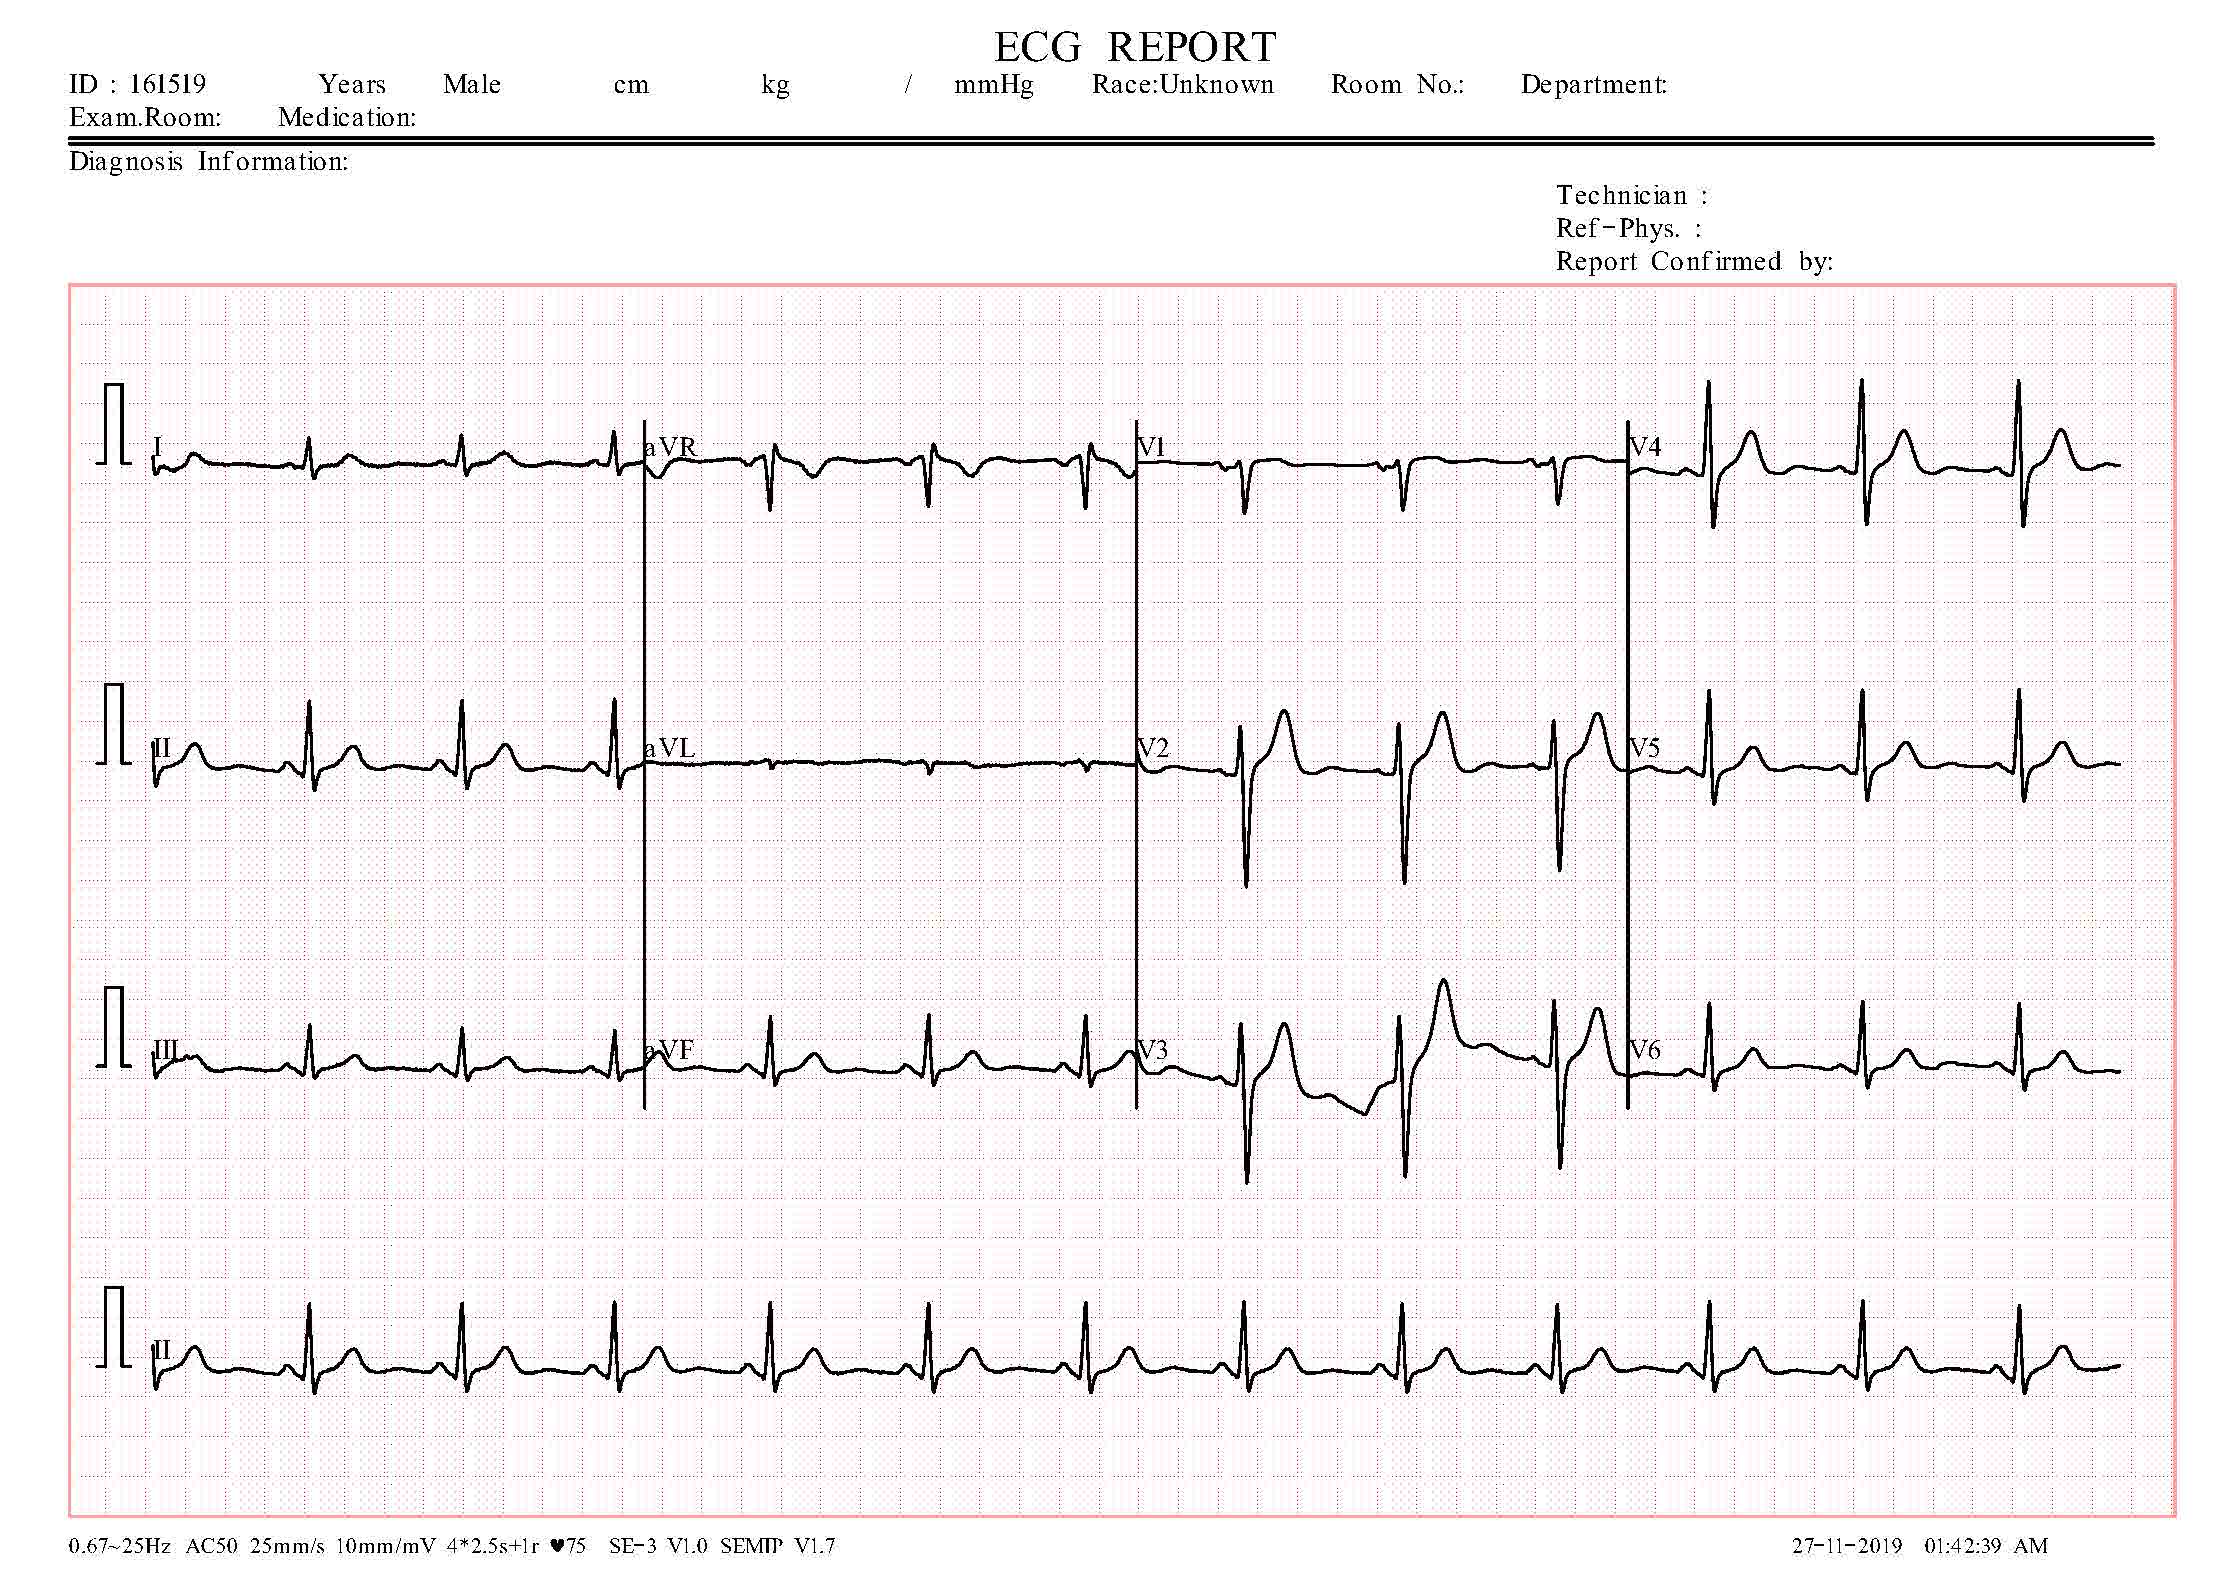 ECG REPORT
ID : 161519 Years Male cm kg / mmHg Race:Unknown Room No.: Department:
Exam.Room: Medication:
Diagnosis Information:
Technician :
Ref-Phys. :
Report Confirmed by:
I aVR V1 V4
II aVL V2 V5
III aVF V3 V6
II
0.67~25Hz AC50 25mm/s 10mm/mV 4*2.5s+1r ♥75 SE-3 V1.0 SEMIP V1.7 27-11-2019 01:42:39 AM